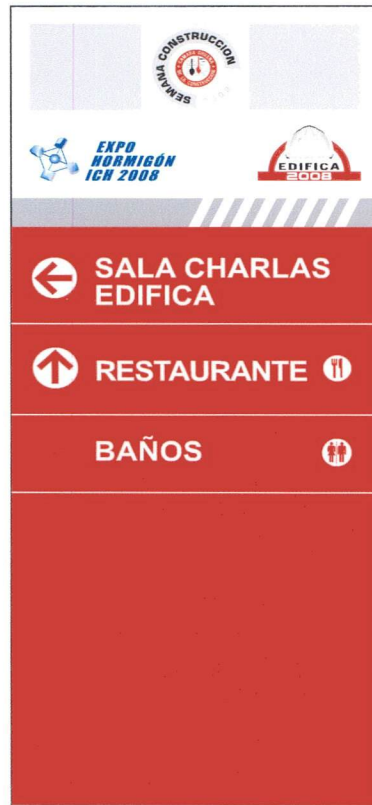 SEMANA CONSTRUCCION
EXPO
HORMIGÓN
ICH 2008
EDIFICA
2008
SALA CHARLAS
EDIFICA
RESTAURANTE
BAÑOS